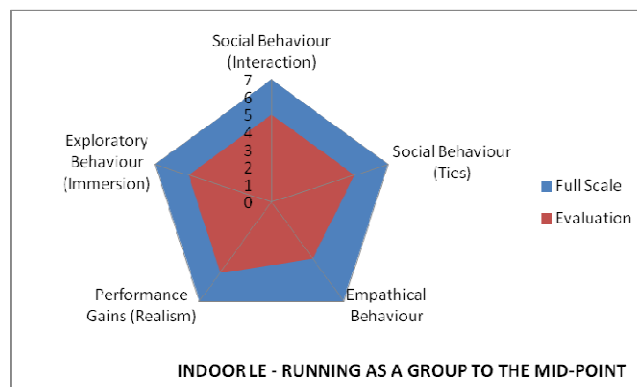 Social Behaviour
(Interaction)
7
6
5
4
3
2
1
0
Exploratory
Behaviour
(Immersion)
Social Behaviour
(Ties)
Full Scale
Evaluation
Performance
Gains (Realism)
Empathical
Behaviour
INDOOR LE - RUNNING AS A GROUP TO THE MID-POINT